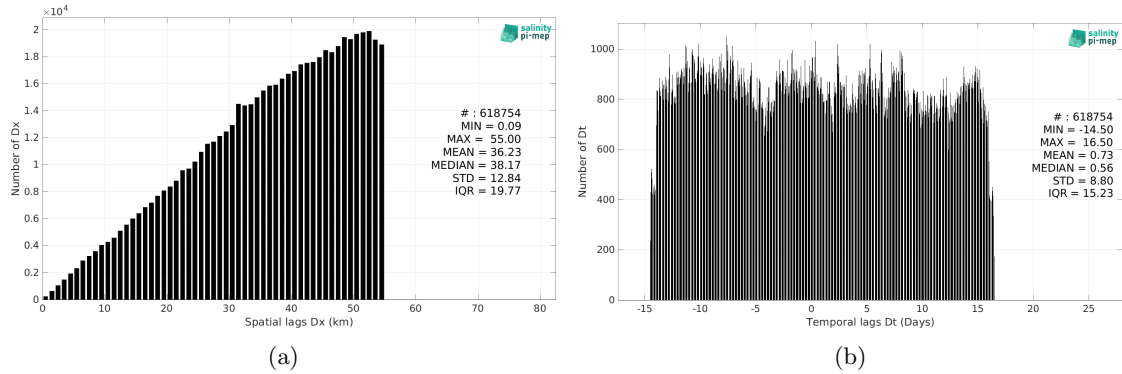 ×10⁴
2
1.8
1.6
1.4
1.2
1
0.8
0.6
0.4
0.2
0
Number of Dx
0 10 20 30 40 50 60 70 80
Spatial lags Dx (km)
salinity
pi-mep
# : 618754
MIN = 0.09
MAX = 55.00
MEAN = 36.23
MEDIAN = 38.17
STD = 12.84
IQR = 19.77
(a)
1000
800
600
400
200
0
Number of Dt
-15 -10 -5 0 5 10 15 20 25
Temporal lags Dt (Days)
salinity
pi-mep
# : 618754
MIN = -14.50
MAX = 16.50
MEAN = 0.73
MEDIAN = 0.56
STD = 8.80
IQR = 15.23
(b)